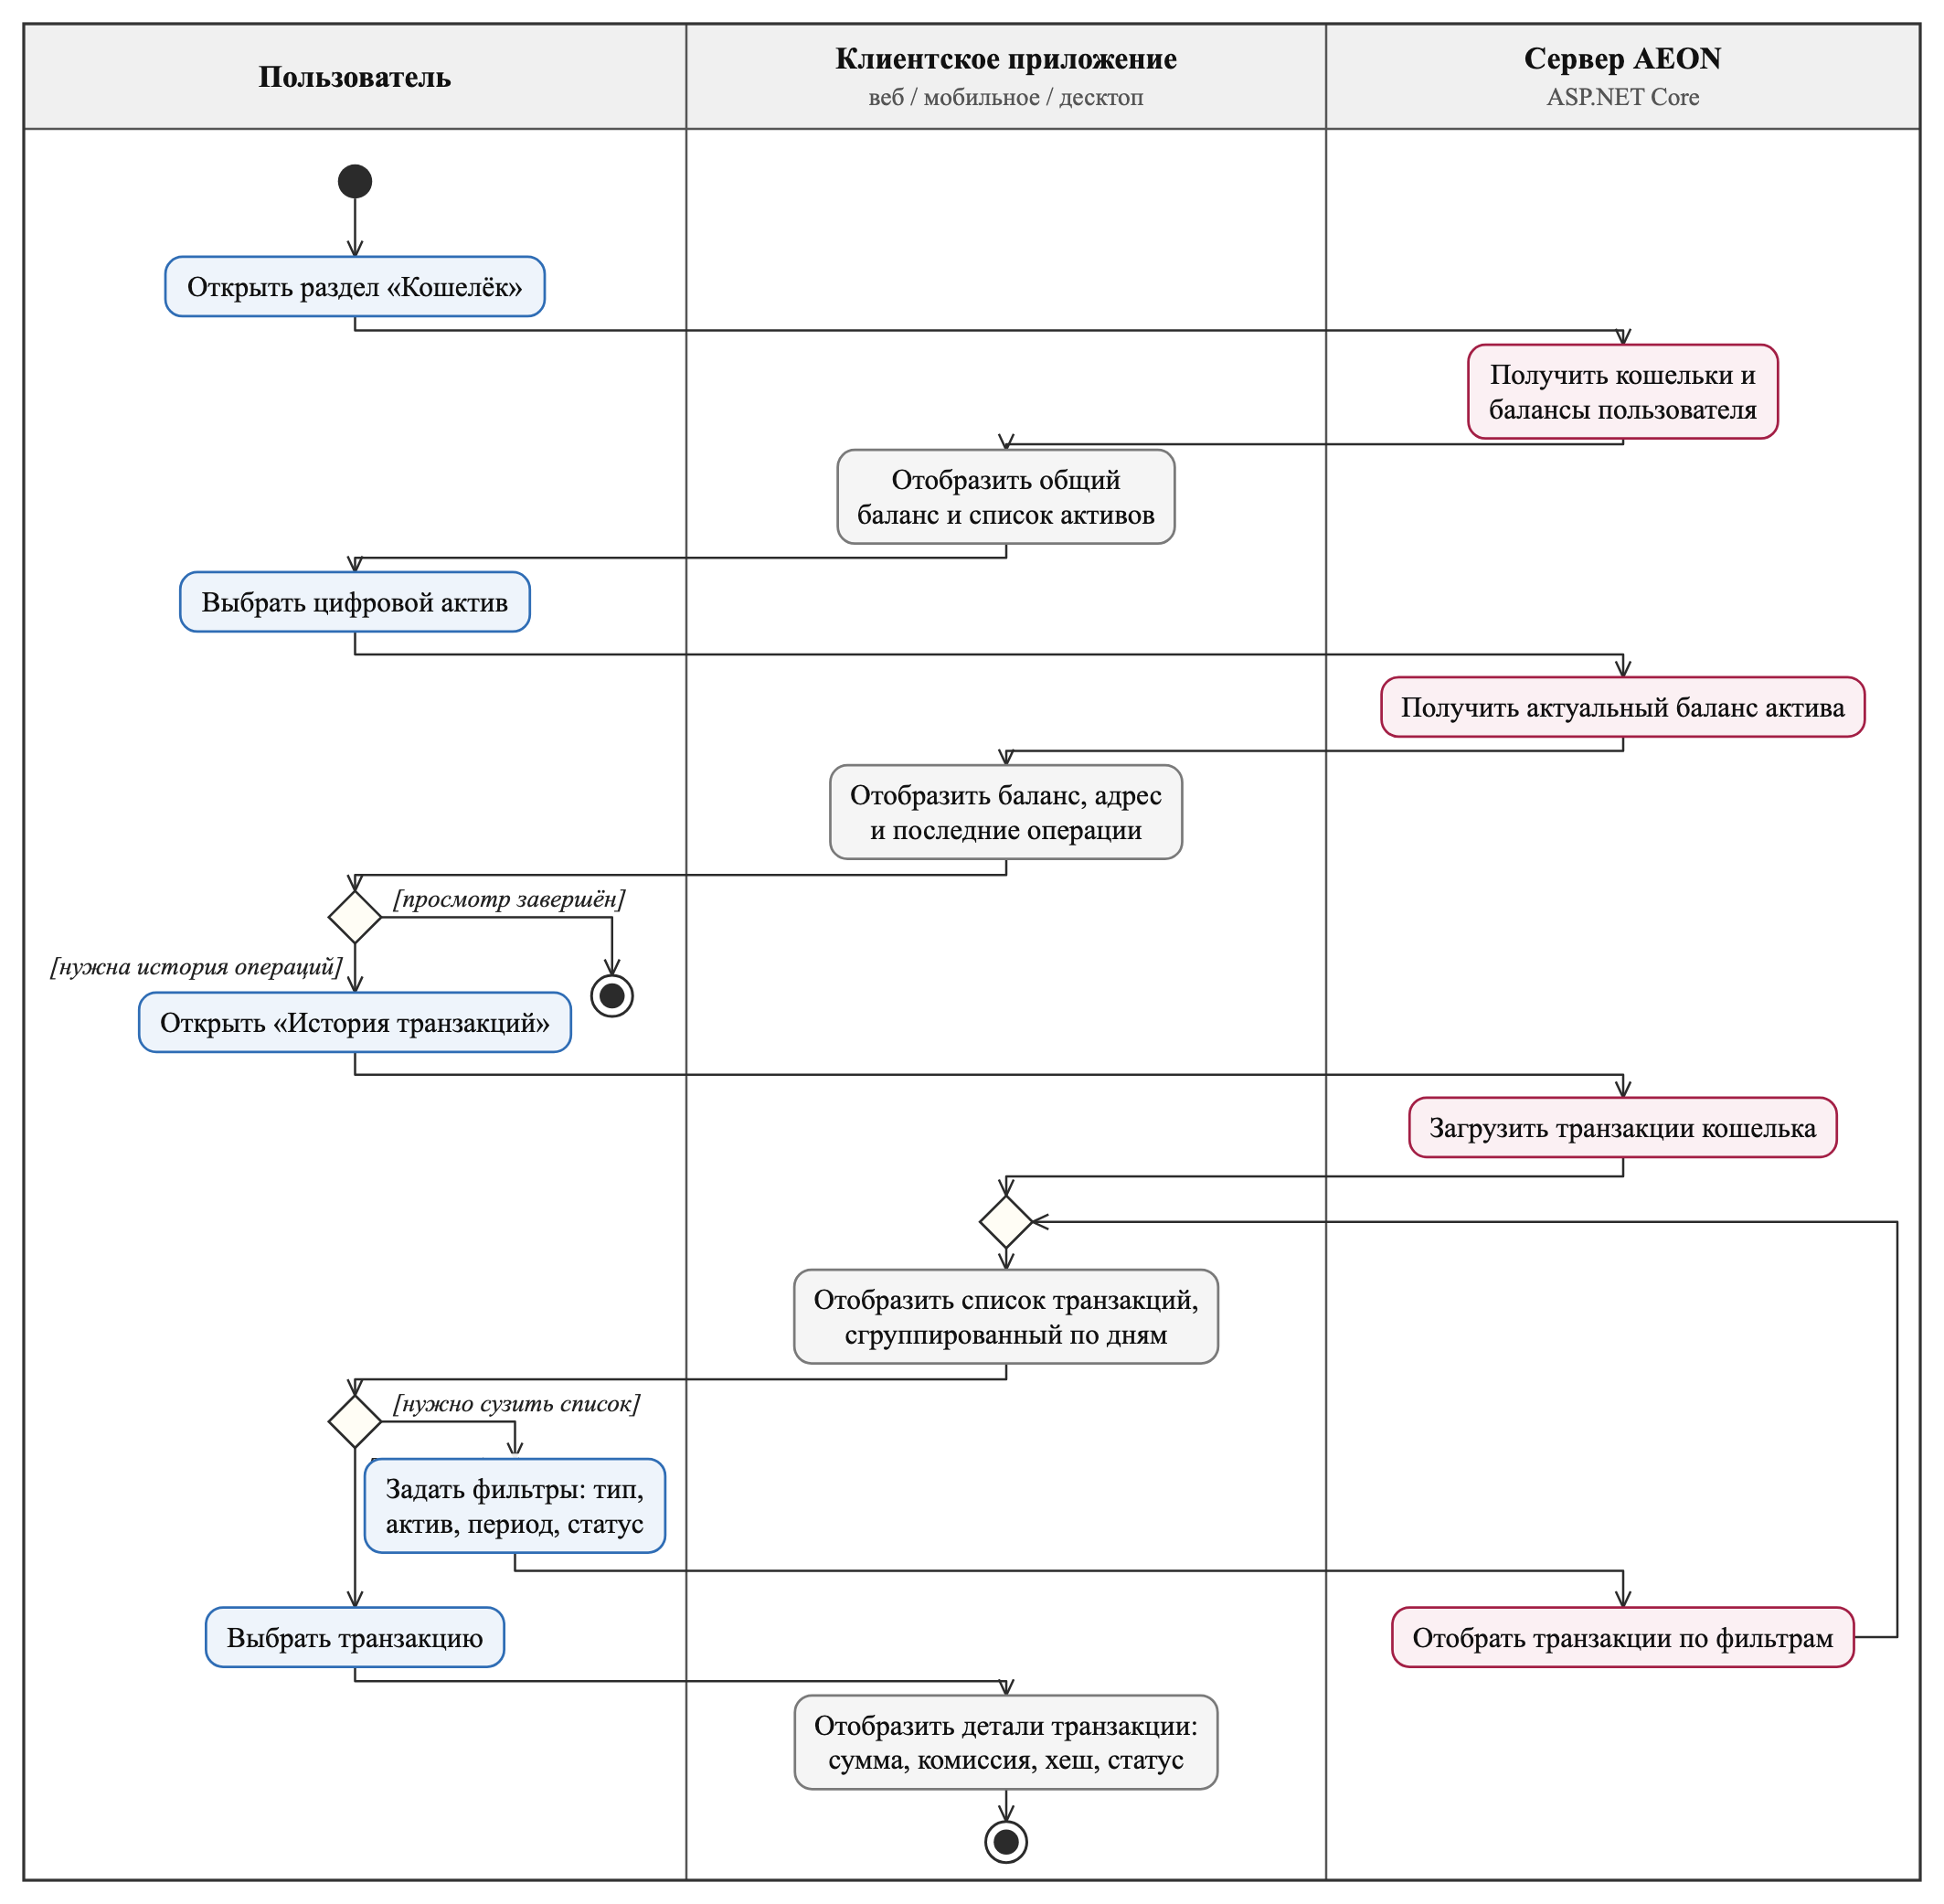 Пользователь
Клиентское приложение
веб / мобильное / десктоп
Сервер AEON
ASP.NET Core
Открыть раздел «Кошелёк»
Получить кошельки и
балансы пользователя
Отобразить общий
баланс и список активов
Выбрать цифровой актив
Получить актуальный баланс актива
Отобразить баланс, адрес
и последние операции
[просмотр завершён]
[нужна история операций]
Открыть «История транзакций»
Загрузить транзакции кошелька
Отобразить список транзакций,
сгруппированный по дням
[нужно сузить список]
Задать фильтры: тип,
актив, период, статус
Выбрать транзакцию
Отобрать транзакции по фильтрам
Отобразить детали транзакции:
сумма, комиссия, хеш, статус